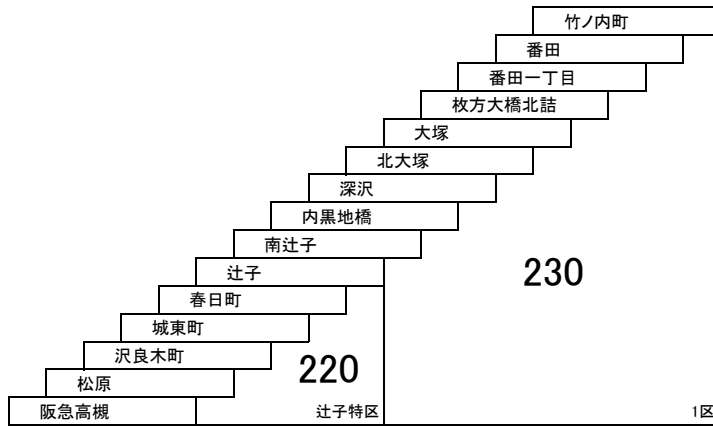 竹ノ内町
番田
番田一丁目
枚方大橋北詰
大塚
北大塚
深沢
内黒地橋
南辻子
辻子
230
春日町
城東町
沢良木町
220
松原
阪急高槻
辻子特区
1区